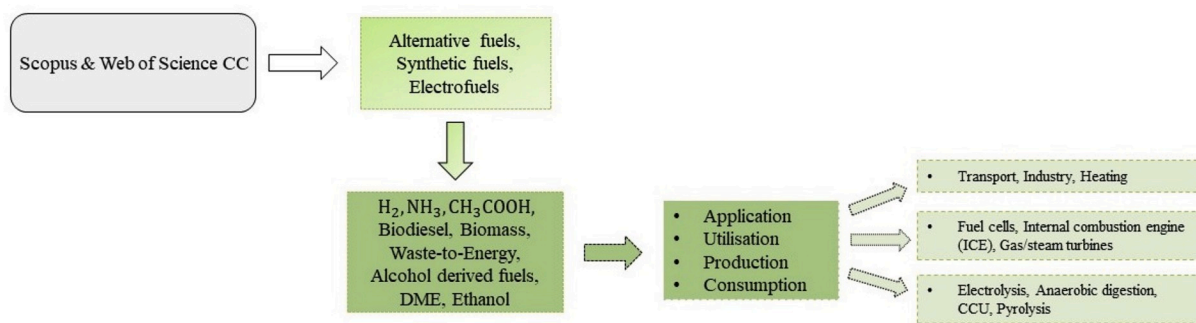 Scopus & Web of Science CC
Alternative fuels,
Synthetic fuels,
Electrofuels
H₂,NH₃,CH₃COOH,
Biodiesel, Biomass,
Waste-to-Energy,
Alcohol derived fuels,
DME, Ethanol
• Application
• Utilisation
• Production
• Consumption
• Transport, Industry, Heating
• Fuel cells, Internal combustion engine
(ICE), Gas/steam turbines
• Electrolysis, Anaerobic digestion,
CCU, Pyrolysis